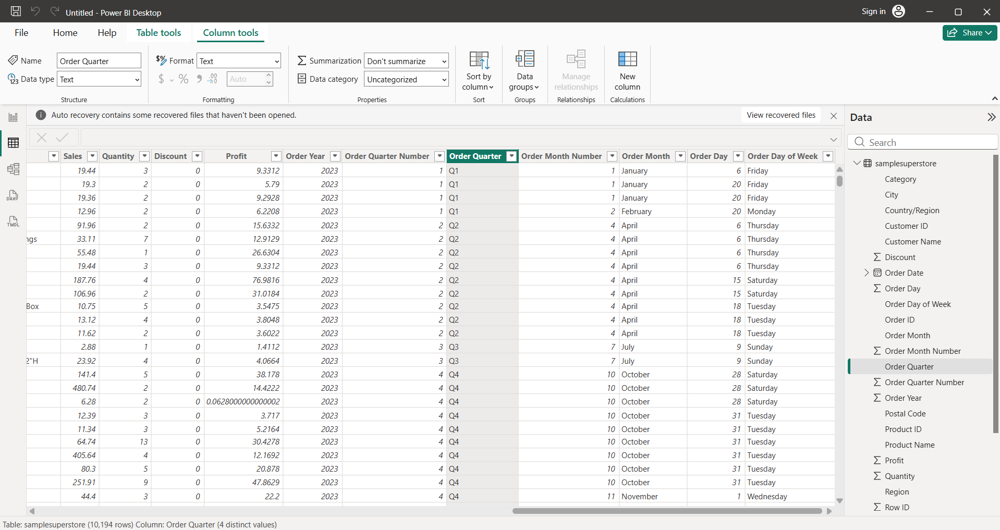 Untitled - Power BI Desktop
Sign in
File Home Help Table tools Column tools
Share
Name Order Quarter
Data type Text
Structure
Format Text
$ % Auto
Formatting
Summarization Don't summarize
Data category Uncategorized
Properties
Sort by column
Sort
Data groups
Groups
Manage relationships
Relationships
New column
Calculations
Auto recovery contains some recovered files that haven't been opened.
View recovered files
DAX
TMDL
Sales Quantity Discount Profit Order Year Order Quarter Number Order Quarter Order Month Number Order Month Order Day Order Day of Week
19.44 3 0 9.3312 2023 1 Q1 1 January 6 Friday
19.3 2 0 5.79 2023 1 Q1 1 January 20 Friday
19.36 2 0 9.2928 2023 1 Q1 1 January 20 Friday
12.96 2 0 6.2208 2023 1 Q1 2 February 20 Monday
91.96 2 0 15.6332 2023 2 Q2 4 April 6 Thursday
ngs 33.11 7 0 12.9129 2023 2 Q2 4 April 6 Thursday
55.48 1 0 26.6304 2023 2 Q2 4 April 6 Thursday
19.44 3 0 9.3312 2023 2 Q2 4 April 6 Thursday
187.76 4 0 76.9816 2023 2 Q2 4 April 15 Saturday
106.96 2 0 31.0184 2023 2 Q2 4 April 15 Saturday
Box 10.75 5 0 3.5475 2023 2 Q2 4 April 18 Tuesday
13.12 4 0 3.8048 2023 2 Q2 4 April 18 Tuesday
11.62 2 0 3.6022 2023 2 Q2 4 April 18 Tuesday
2.88 1 0 1.4112 2023 3 Q3 7 July 9 Sunday
2"H 23.92 4 0 4.0664 2023 3 Q3 7 July 9 Sunday
141.4 5 0 38.178 2023 4 Q4 10 October 28 Saturday
480.74 2 0 14.4222 2023 4 Q4 10 October 28 Saturday
6.28 2 0 0.0628000000000002 2023 4 Q4 10 October 28 Saturday
12.39 3 0 3.717 2023 4 Q4 10 October 31 Tuesday
11.34 3 0 5.2164 2023 4 Q4 10 October 31 Tuesday
64.74 13 0 30.4278 2023 4 Q4 10 October 31 Tuesday
405.64 4 0 12.1692 2023 4 Q4 10 October 31 Tuesday
80.3 5 0 20.878 2023 4 Q4 10 October 31 Tuesday
251.91 9 0 47.8629 2023 4 Q4 10 October 31 Tuesday
44.4 3 0 22.2 2023 4 Q4 11 November 1 Wednesday
Data
Search
samplesuperstore
Category
City
Country/Region
Customer ID
Customer Name
Discount
Order Date
Order Day
Order Day of Week
Order ID
Order Month
Order Month Number
Order Quarter
Order Quarter Number
Order Year
Postal Code
Product ID
Product Name
Profit
Quantity
Region
Row ID
Table: samplesuperstore (10,194 rows) Column: Order Quarter (4 distinct values)